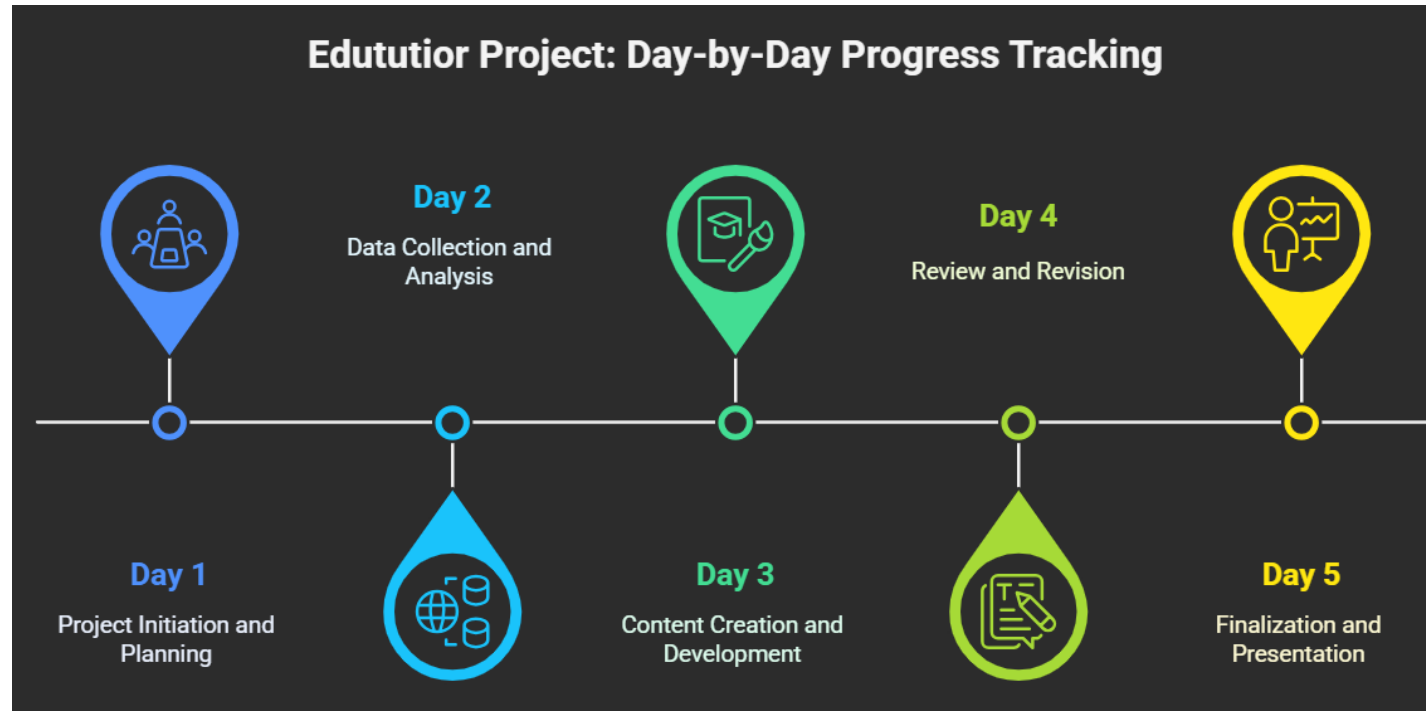 Edututior Project: Day-by-Day Progress Tracking
Day 1
Project Initiation and
Planning
Day 2
Data Collection and
Analysis
Day 3
Content Creation and
Development
Day 4
Review and Revision
Day 5
Finalization and
Presentation